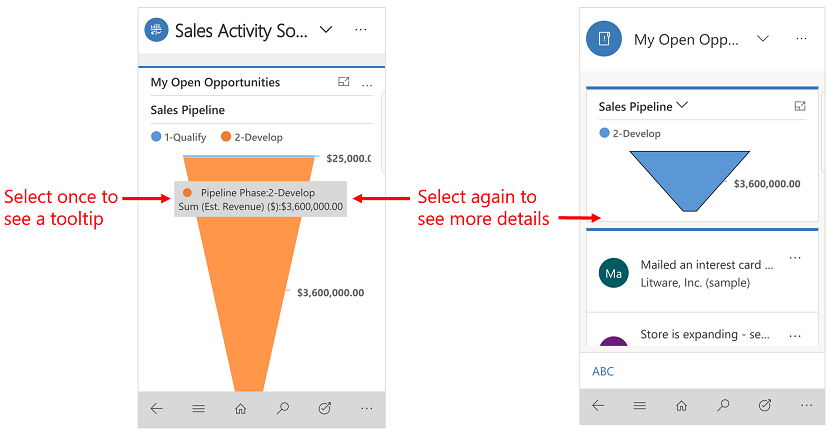 Sales Activity So...
My Open Opportunities
Sales Pipeline
1-Qualify 2-Develop
$25,000.0
Pipeline Phase:2-Develop
Sum (Est. Revenue) ($):$3,600,000.00
$3,600,000.00
Select once to
see a tooltip
Select again to
see more details
My Open Opp...
Sales Pipeline
2-Develop
$3,600,000.00
Ma
Mailed an interest card ...
Litware, Inc. (sample)
Store is expanding - se...
ABC